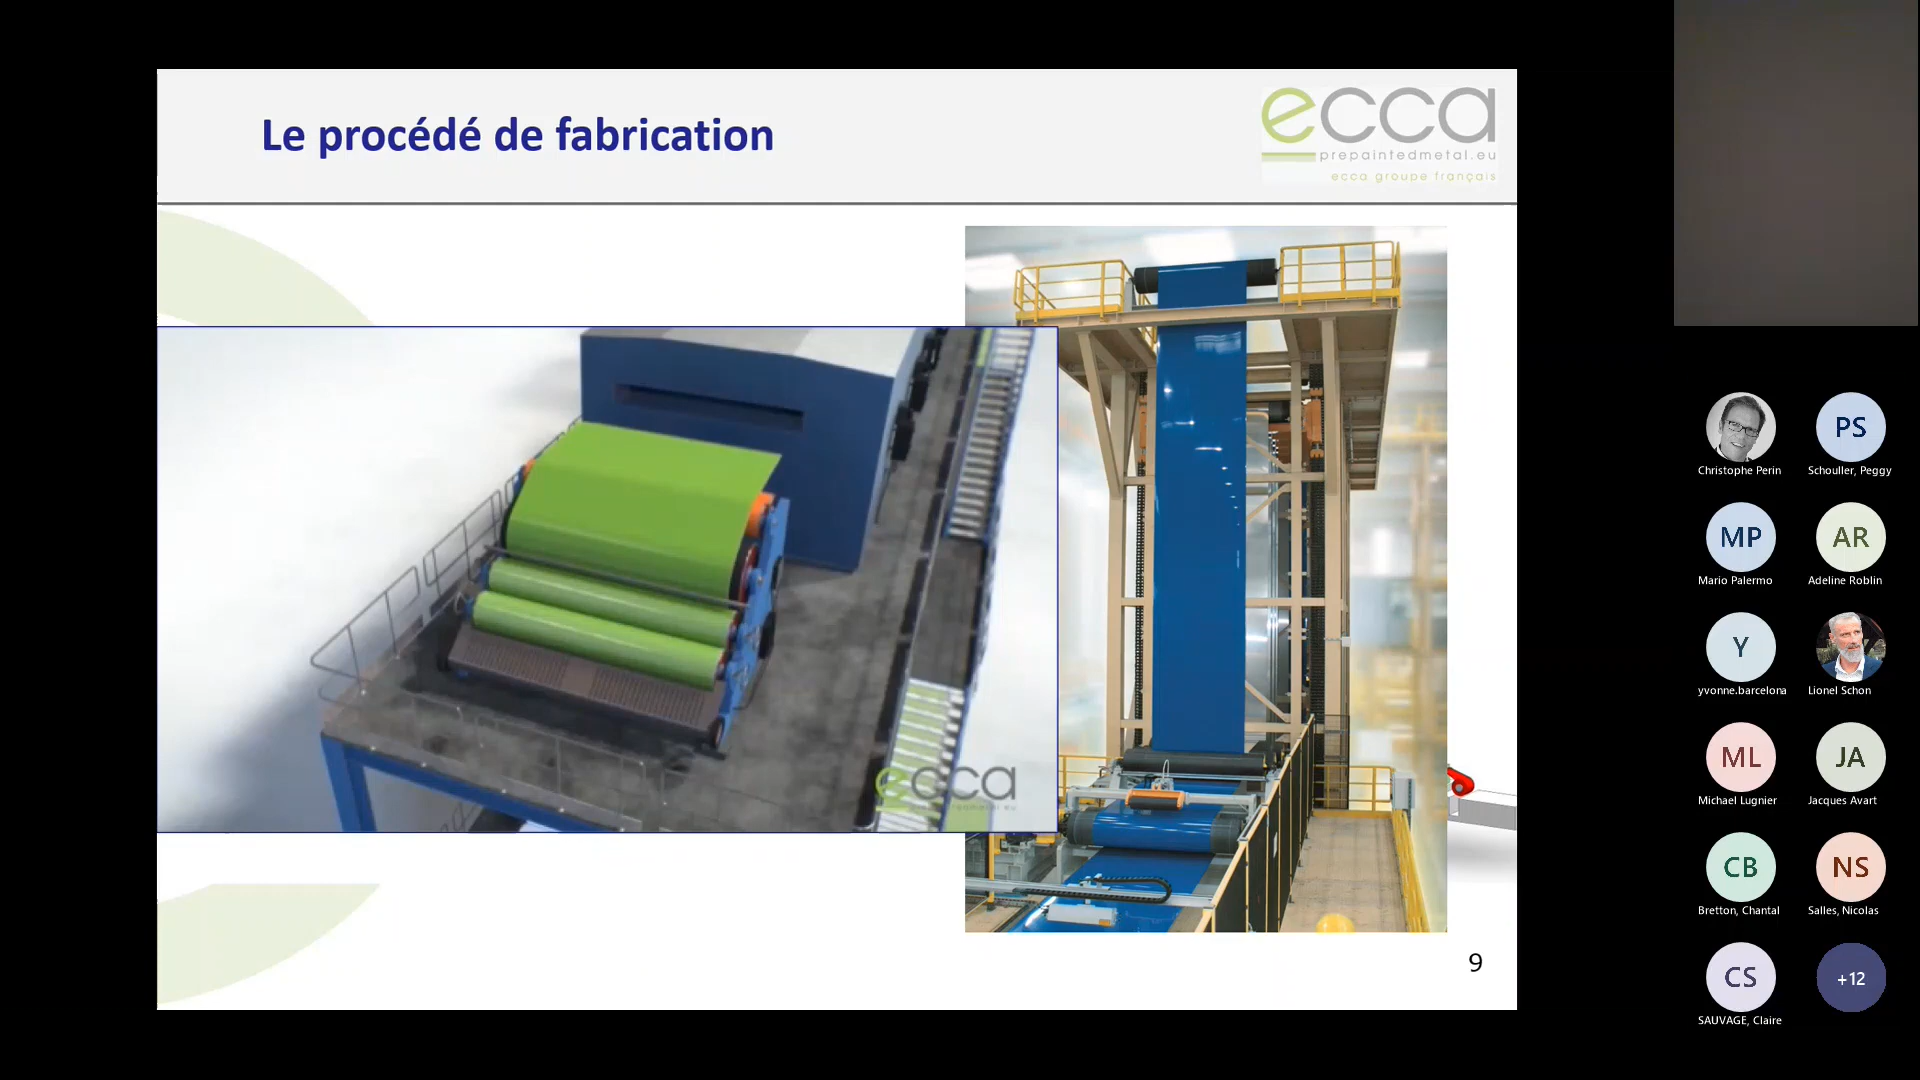 Le procédé de fabrication
ecca
prepaintedmetal.eu
ecca groupe français
ecca
9
Christophe Perin
PS
Schouller, Peggy
MP
Mario Palermo
AR
Adeline Roblin
Y
yvonne.barcelona
Lionel Schon
ML
Michael Lugnier
JA
Jacques Avart
CB
Bretton, Chantal
NS
Salles, Nicolas
CS
SAUVAGE, Claire
+12